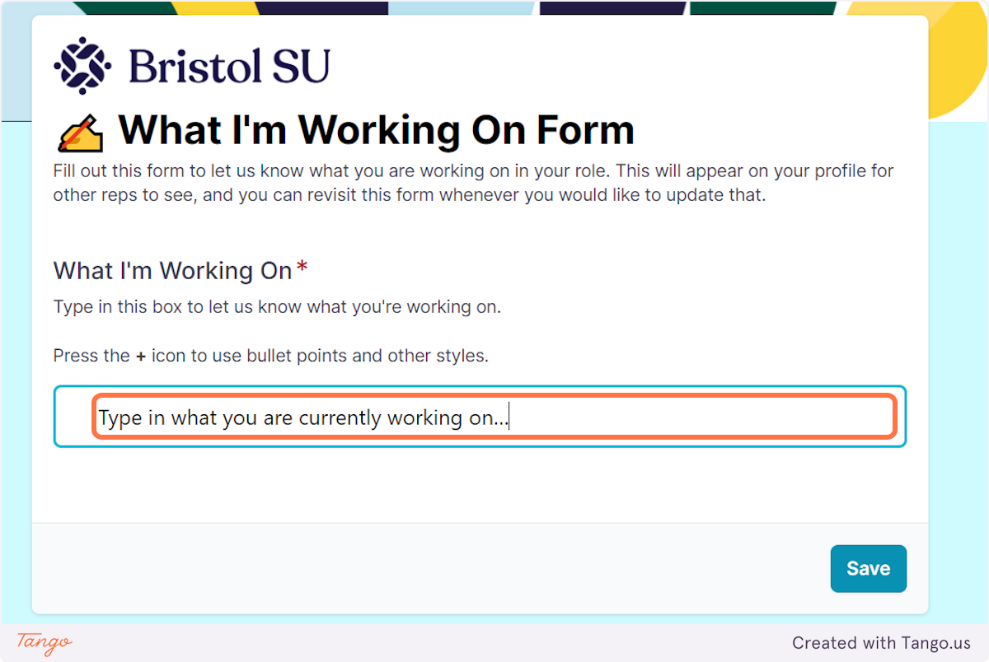 Bristol SU
What I'm Working On Form
Fill out this form to let us know what you are working on in your role. This will appear on your profile for
other reps to see, and you can revisit this form whenever you would like to update that.
What I'm Working On*
Type in this box to let us know what you're working on.
Press the + icon to use bullet points and other styles.
Type in what you are currently working on...
Save
Tango
Created with Tango.us